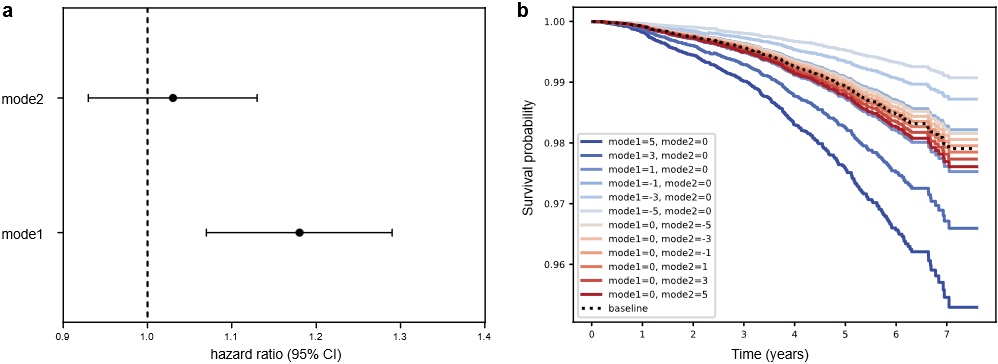 a
mode2
mode1
0.9 1.0 1.1 1.2 1.3 1.4
hazard ratio (95% CI)
b
Survival probability
1.00
0.99
0.98
0.97
0.96
mode1=5, mode2=0
mode1=3, mode2=0
mode1=1, mode2=0
mode1=-1, mode2=0
mode1=-3, mode2=0
mode1=-5, mode2=0
mode1=0, mode2=-5
mode1=0, mode2=-3
mode1=0, mode2=-1
mode1=0, mode2=1
mode1=0, mode2=3
mode1=0, mode2=5
baseline
0 1 2 3 4 5 6 7
Time (years)